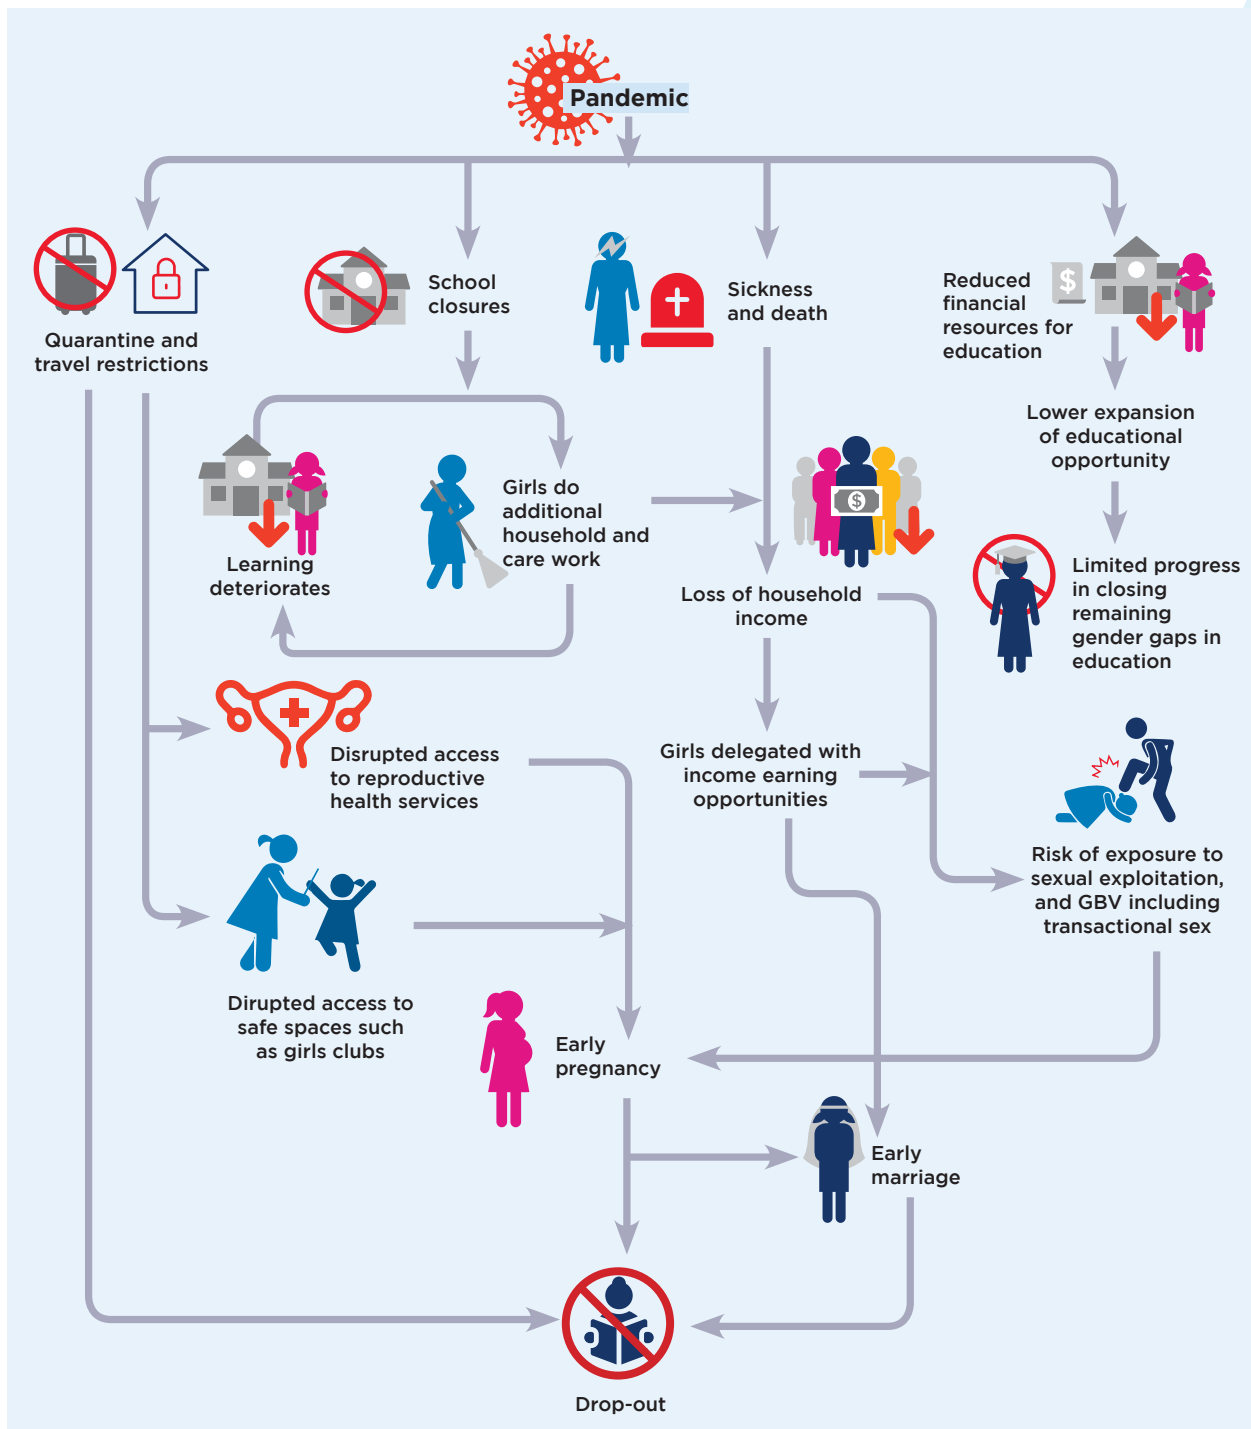 Pandemic
Quarantine and
travel restrictions
School
closures
Sickness
and death
Reduced
financial
resources for
education
$
Lower expansion
of educational
opportunity
Learning
deteriorates
Girls do
additional
household and
care work
$
Loss of household
income
Limited progress
in closing
remaining
gender gaps in
education
Disrupted access
to reproductive
health services
Girls delegated with
income earning
opportunities
Risk of exposure to
sexual exploitation,
and GBV including
transactional sex
Dirupted access to
safe spaces such
as girls clubs
Early
pregnancy
Early
marriage
Drop-out